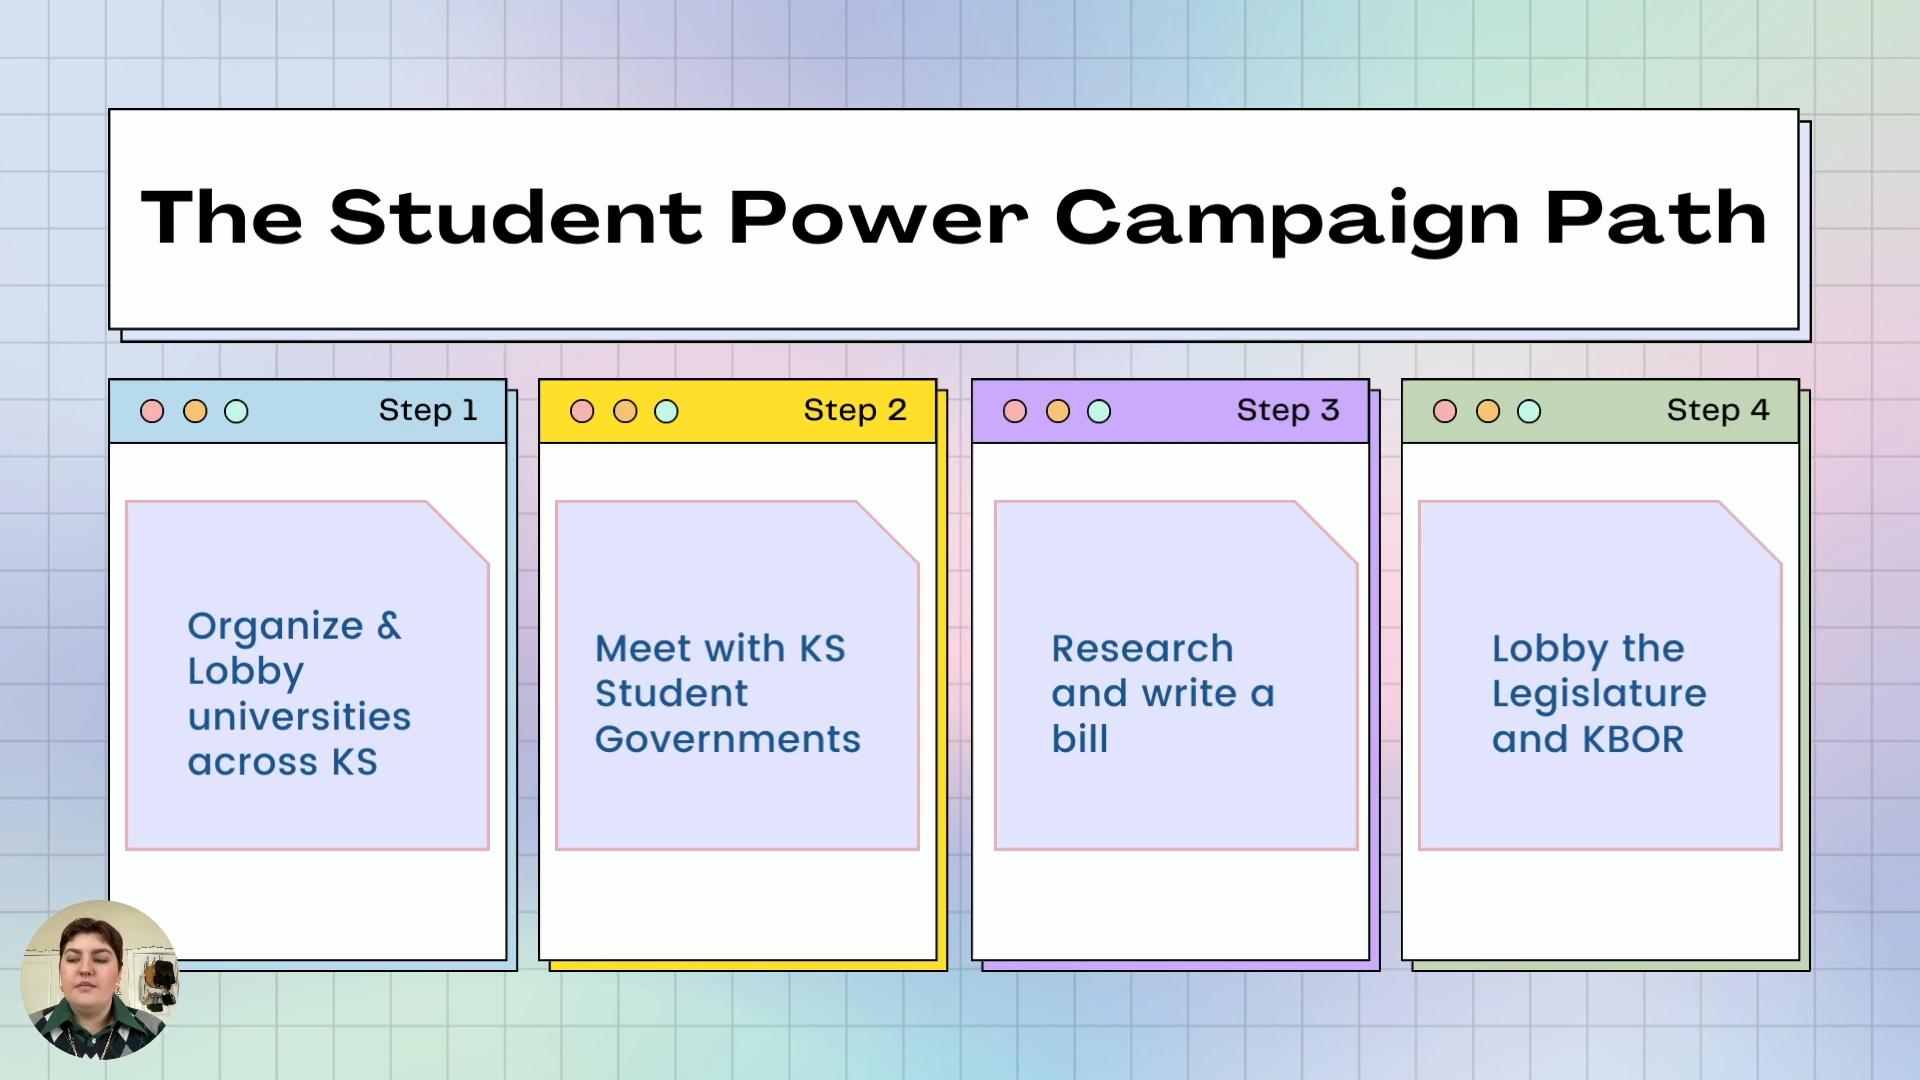 The Student Power Campaign Path
Step 1
Organize &
Lobby
universities
across KS
Step 2
Meet with KS
Student
Governments
Step 3
Research
and write a
bill
Step 4
Lobby the
Legislature
and KBOR